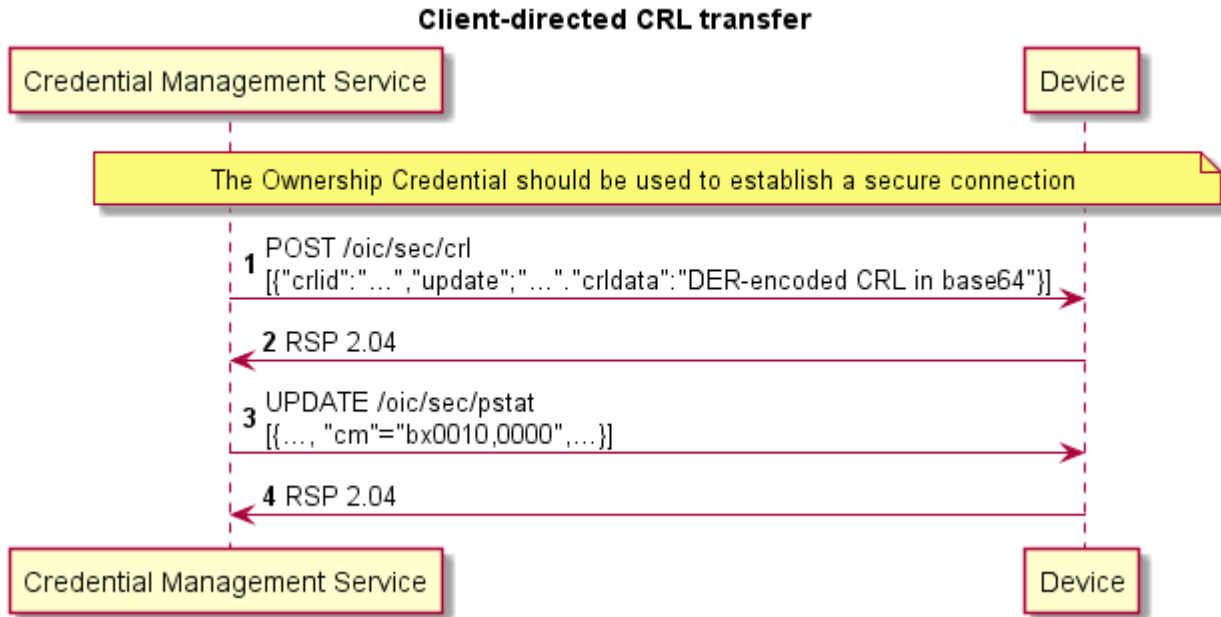 Client-directed CRL transfer
Credential Management Service
Device
The Ownership Credential should be used to establish a secure connection
1
POST /oic/sec/crl
[{"crlid":"...","update";"..."."crldata":"DER-encoded CRL in base64"}]
2 RSP 2.04
3
UPDATE /oic/sec/pstat
[{..., "cm"="bx0010,0000",...}]
4 RSP 2.04
Credential Management Service
Device